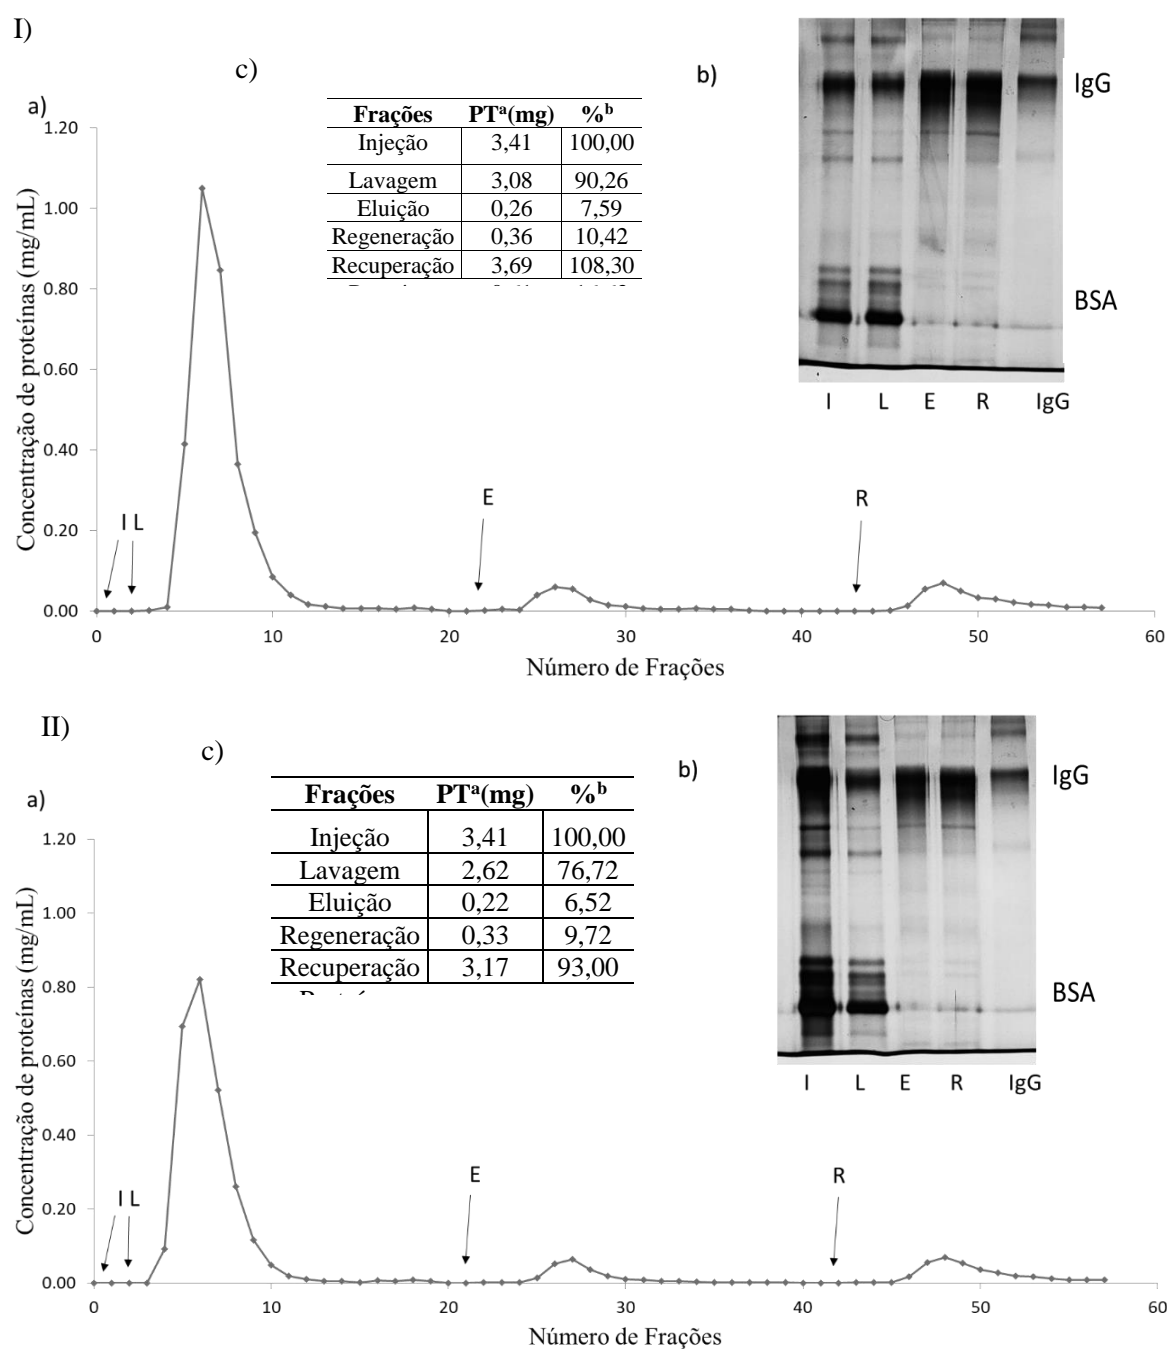 I)
c)
b)
a)
Frações PTᵃ(mg) %ᵇ
Injeção 3,41 100,00
Lavagem 3,08 90,26
Eluição 0,26 7,59
Regeneração 0,36 10,42
Recuperação 3,69 108,30
IgG
BSA
I L E R IgG
Concentração de proteínas (mg/mL)
1.20
1.00
0.80
0.60
0.40
0.20
0.00
I L
E
R
0 10 20 30 40 50 60
Número de Frações
II)
c)
b)
a)
Frações PTᵃ(mg) %ᵇ
Injeção 3,41 100,00
Lavagem 2,62 76,72
Eluição 0,22 6,52
Regeneração 0,33 9,72
Recuperação 3,17 93,00
IgG
BSA
I L E R IgG
Concentração de proteínas (mg/mL)
1.20
1.00
0.80
0.60
0.40
0.20
0.00
I L
E
R
0 10 20 30 40 50 60
Número de Frações